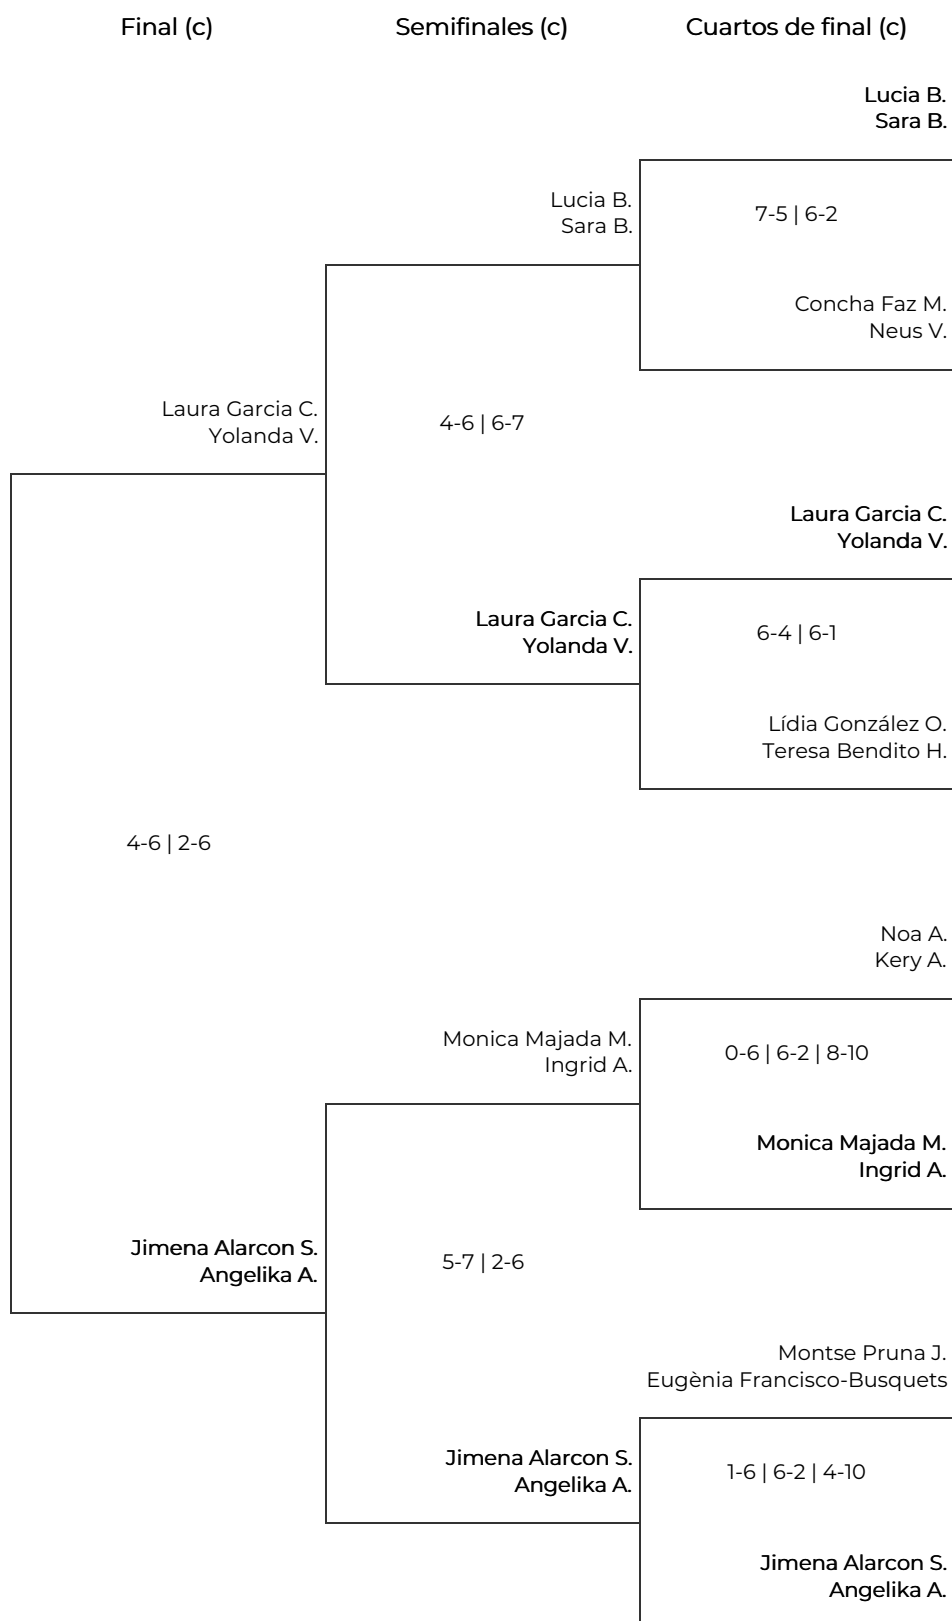 Final (c)
Semifinales (c)
Cuartos de final (c)
Lucia B.
Sara B.
Lucia B.
Sara B.
7-5 | 6-2
Concha Faz M.
Neus V.
Laura Garcia C.
Yolanda V.
4-6 | 6-7
Laura Garcia C.
Yolanda V.
Laura Garcia C.
Yolanda V.
6-4 | 6-1
Lídia González O.
Teresa Bendito H.
4-6 | 2-6
Noa A.
Kery A.
Monica Majada M.
Ingrid A.
0-6 | 6-2 | 8-10
Monica Majada M.
Ingrid A.
Jimena Alarcon S.
Angelika A.
5-7 | 2-6
Montse Pruna J.
Eugènia Francisco-Busquets
Jimena Alarcon S.
Angelika A.
1-6 | 6-2 | 4-10
Jimena Alarcon S.
Angelika A.